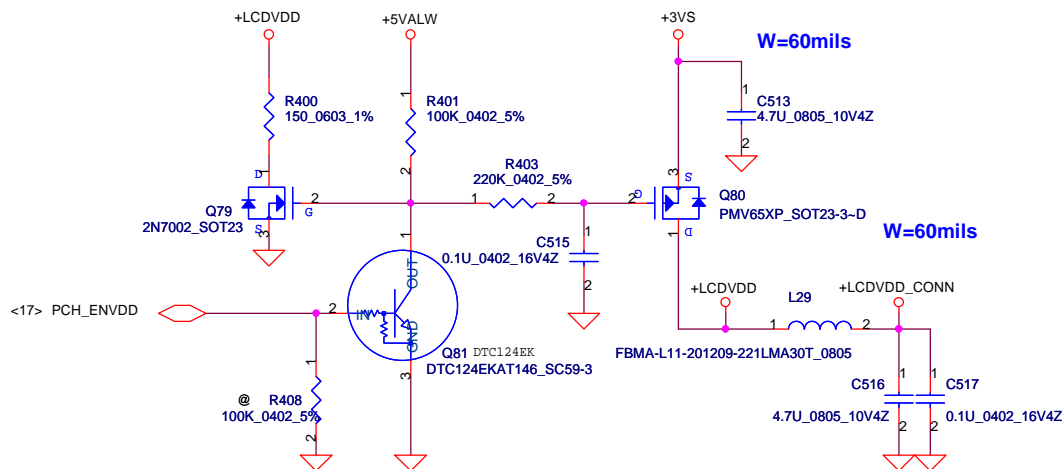 +LCDVDD
+5VALW
+3VS
W=60mils
R400
150_0603_1%
1
R401
100K_0402_5%
2
1
C513
4.7U_0805_10V4Z
2
D
1
Q79
2N7002_SOT23
S
3
G
2
R403
220K_0402_5%
1
2
2
G
3
S
Q80
PMV65XP_SOT23-3~D
D
1
W=60mils
1
C515
0.1U_0402_16V4Z
2
1
OUT
<17> PCH_ENVDD
2
IN
GND
Q81 DTC124EK
DTC124EKAT146_SC59-3
3
1
@ R408
100K_0402_5%
2
+LCDVDD
L29
1
2
+LCDVDD_CONN
FBMA-L11-201209-221LMA30T_0805
1
C516
4.7U_0805_10V4Z
2
1
C517
0.1U_0402_16V4Z
2